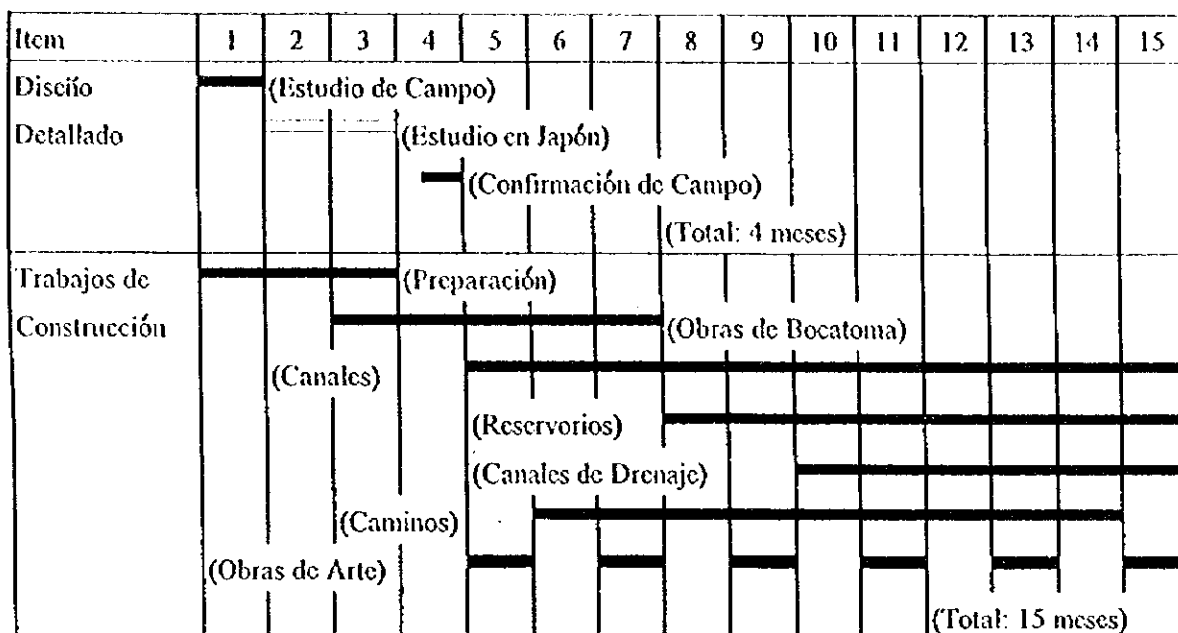 Item 1 2 3 4 5 6 7 8 9 10 11 12 13 14 15
Diseño (Estudio de Campo)
Detallado (Estudio en Japón)
(Confirmación de Campo)
(Total: 4 meses)
Trabajos de (Preparación)
Construcción (Obras de Bocatoma)
(Canales)
(Reservorios)
(Canales de Drenaje)
(Caminos)
(Obras de Arte)
(Total: 15 meses)